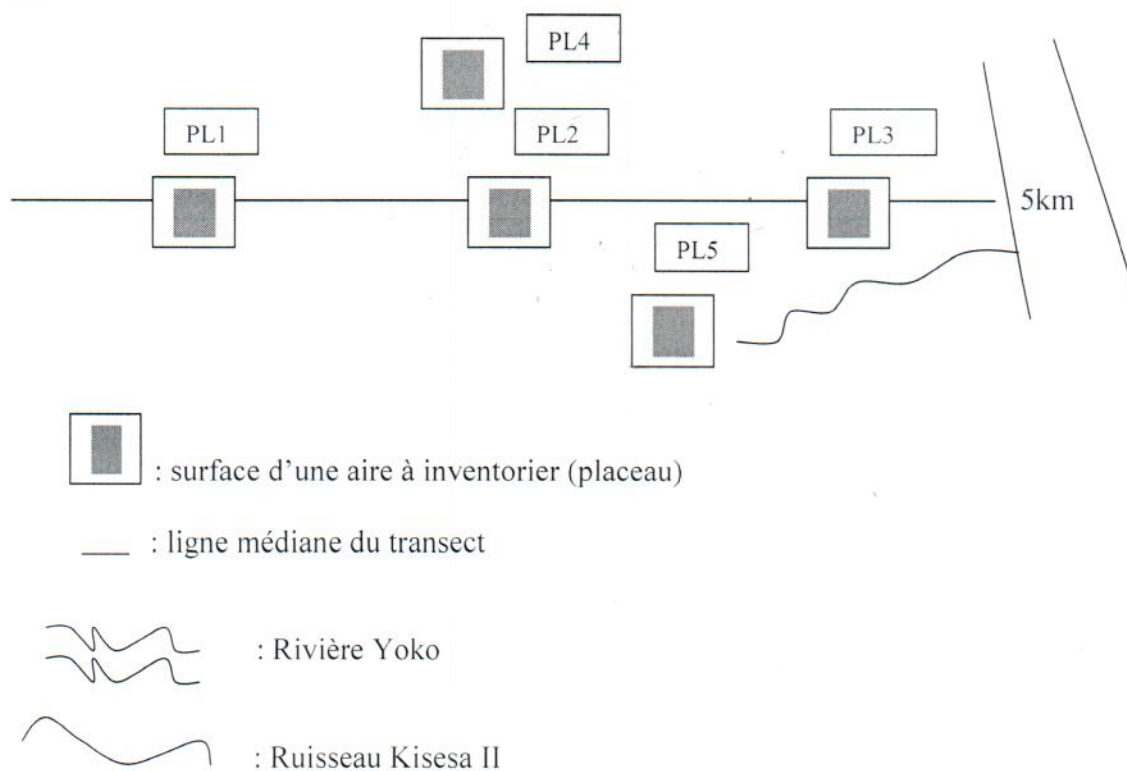 PL4
PL1
PL2
PL3
5km
PL5
: surface d'une aire à inventorier (placeau)
: ligne médiane du transect
: Rivière Yoko
: Ruisseau Kisesa II